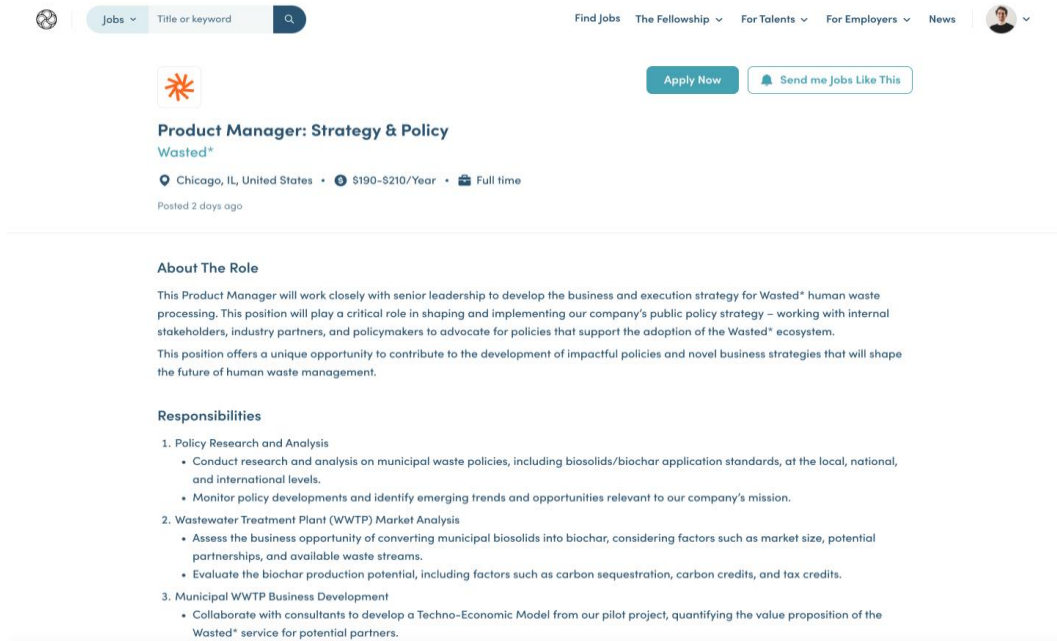 Jobs
Title or keyword
Find Jobs
The Fellowship
For Talents
For Employers
News
Apply Now
Send me Jobs Like This
Product Manager: Strategy & Policy
Wasted*
Chicago, IL, United States • $190-$210/Year • Full time
Posted 2 days ago
About The Role
This Product Manager will work closely with senior leadership to develop the business and execution strategy for Wasted* human waste
processing. This position will play a critical role in shaping and implementing our company's public policy strategy – working with internal
stakeholders, industry partners, and policymakers to advocate for policies that support the adoption of the Wasted* ecosystem.
This position offers a unique opportunity to contribute to the development of impactful policies and novel business strategies that will shape
the future of human waste management.
Responsibilities
1. Policy Research and Analysis
• Conduct research and analysis on municipal waste policies, including biosolids/biochar application standards, at the local, national,
and international levels.
• Monitor policy developments and identify emerging trends and opportunities relevant to our company's mission.
2. Wastewater Treatment Plant (WWTP) Market Analysis
• Assess the business opportunity of converting municipal biosolids into biochar, considering factors such as market size, potential
partnerships, and available waste streams.
• Evaluate the biochar production potential, including factors such as carbon sequestration, carbon credits, and tax credits.
3. Municipal WWTP Business Development
• Collaborate with consultants to develop a Techno-Economic Model from our pilot project, quantifying the value proposition of the
Wasted* service for potential partners.